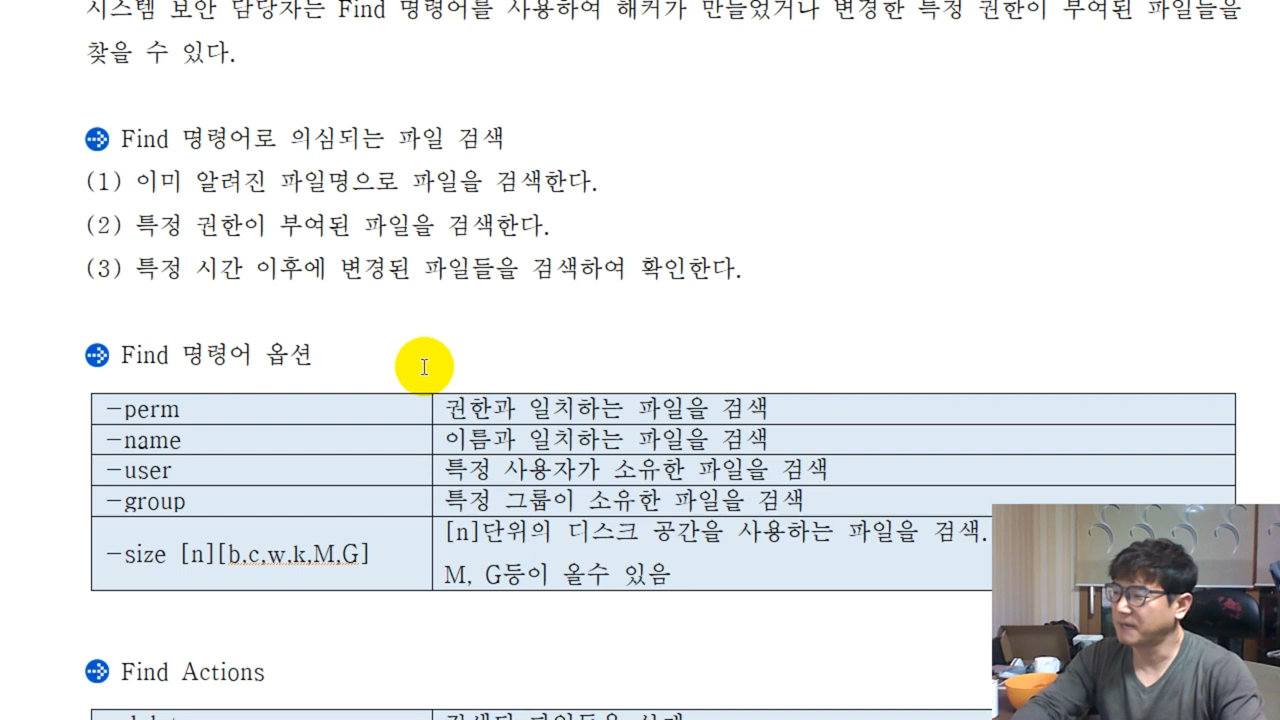 시스템 보안 담당자는 Find 명령어를 사용하여 해커가 만들었거나 변경한 특정 권한이 부여된 파일들을
찾을 수 있다.
Find 명령어로 의심되는 파일 검색
(1) 이미 알려진 파일명으로 파일을 검색한다.
(2) 특정 권한이 부여된 파일을 검색한다.
(3) 특정 시간 이후에 변경된 파일들을 검색하여 확인한다.
Find 명령어 옵션
-perm 권한과 일치하는 파일을 검색
-name 이름과 일치하는 파일을 검색
-user 특정 사용자가 소유한 파일을 검색
-group 특정 그룹이 소유한 파일을 검색
-size [n][b,c,w,k,M,G] [n]단위의 디스크 공간을 사용하는 파일을 검색.
M, G등이 올수 있음
Find Actions